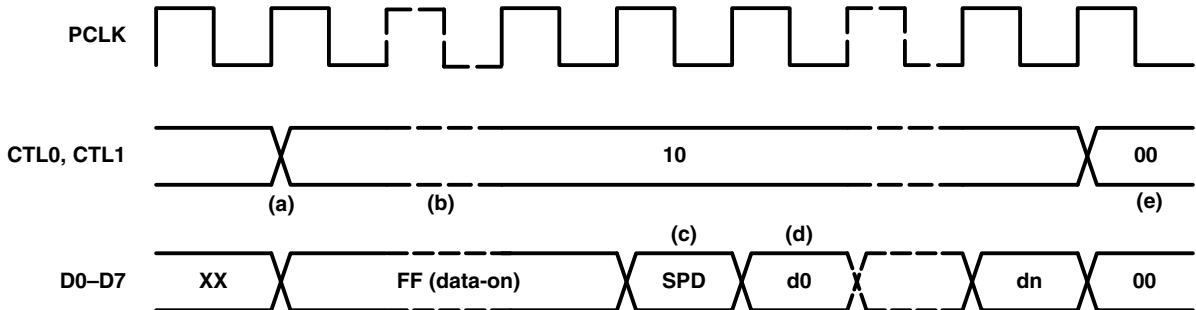 PCLK
CTL0, CTL1
10
00
(a)
(b)
(e)
(c)
(d)
D0–D7
XX
FF (data-on)
SPD
d0
dn
00